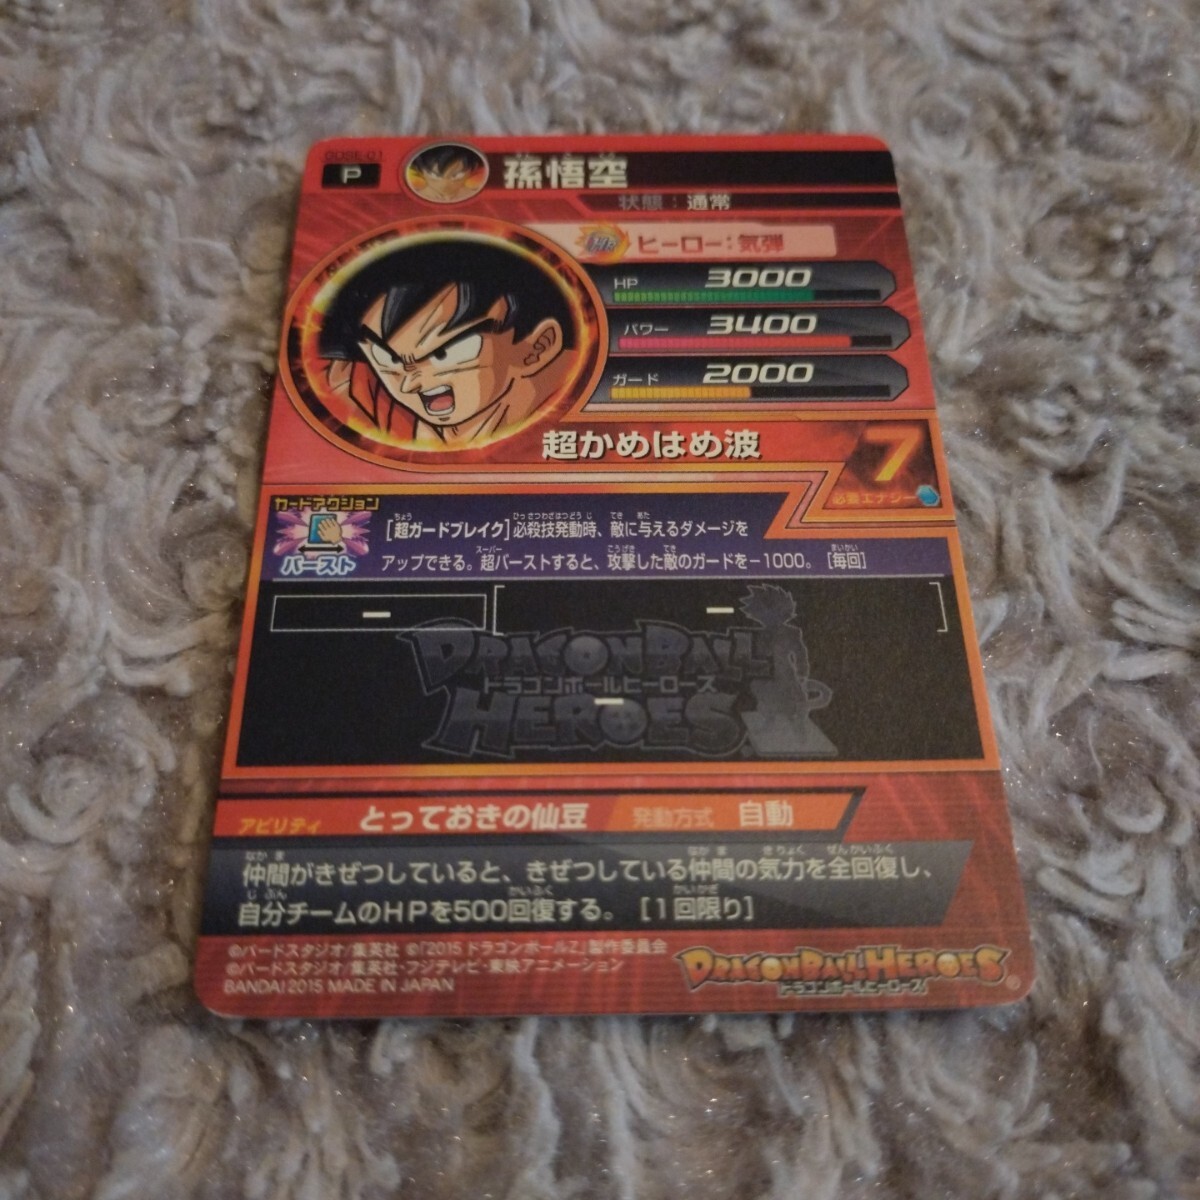 P
孫悟空
状態：通常
ヒーロー：気弾
HP 3000
パワー 3400
ガード 2000
超かめはめ波
7
必要エナジー
カードアクション
バースト
[超ガードブレイク]必殺技発動時、敵に与えるダメージを
アップできる。超バーストすると、攻撃した敵のガードを−1000。[毎回]
DRAGONBALL
ドラゴンボールヒーローズ
HEROES
アビリティ とっておきの仙豆 発動方式 自動
仲間がきぜつしていると、きぜつしている仲間の気力を全回復し、
自分チームのHPを500回復する。[1回限り]
©バードスタジオ/集英社 ©「2015 ドラゴンボールZ」製作委員会
©バードスタジオ/集英社・フジテレビ・東映アニメーション
BANDAI 2015 MADE IN JAPAN
DRAGONBALL HEROES
ドラゴンボールヒーローズ